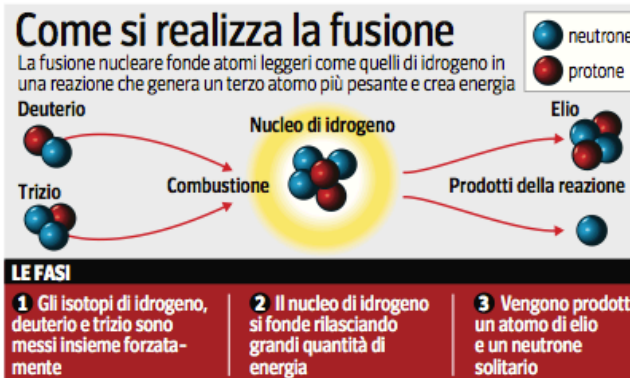 Come si realizza la fusione
La fusione nucleare fonde atomi leggeri come quelli di idrogeno in
una reazione che genera un terzo atomo più pesante e crea energia
neutrone
protone
Deuterio
Nucleo di idrogeno
Elio
Trizio
Combustione
Prodotti della reazione
LE FASI
1 Gli isotopi di idrogeno,
deuterio e trizio sono
messi insieme forzata-
mente
2 Il nucleo di idrogeno
si fonde rilasciando
grandi quantità di
energia
3 Vengono prodott
un atomo di elio
e un neutrone
solitario